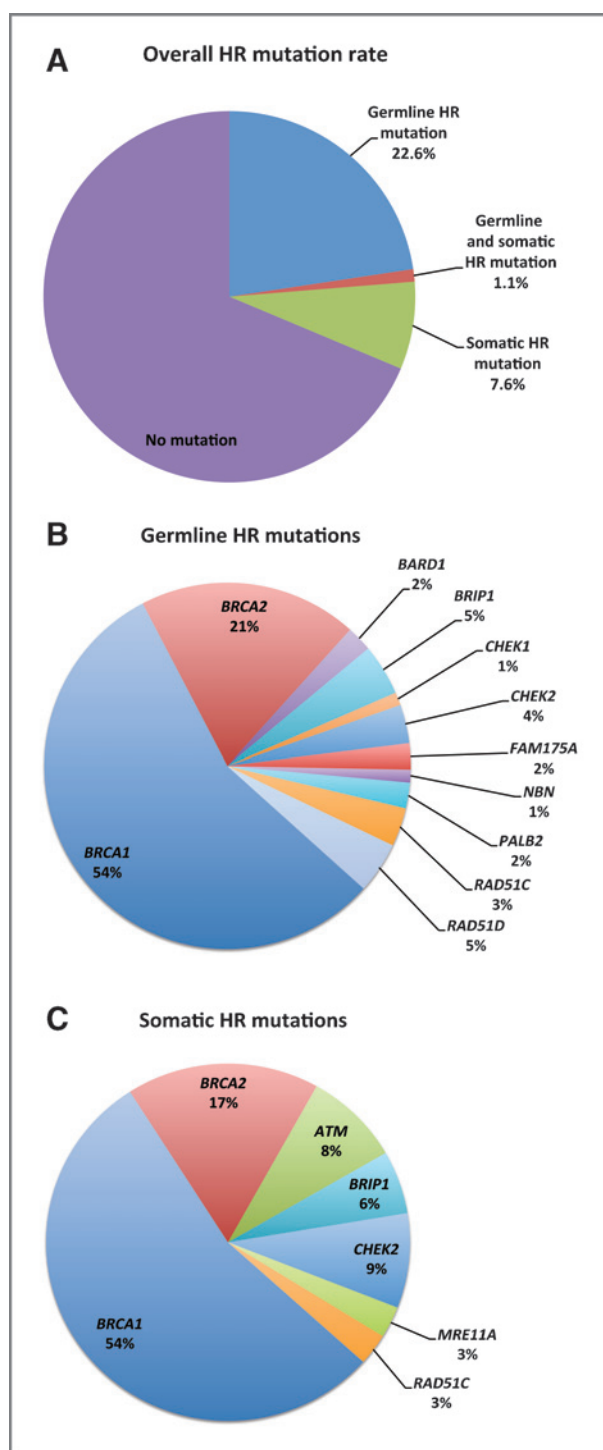 A
Overall HR mutation rate
Germline HR
mutation
22.6%
Germline
and somatic
HR mutation
1.1%
Somatic HR
mutation
7.6%
No mutation
B
Germline HR mutations
BRCA2
21%
BARD1
2%
BRIP1
5%
CHEK1
1%
CHEK2
4%
FAM175A
2%
NBN
1%
PALB2
2%
RAD51C
3%
RAD51D
5%
BRCA1
54%
C
Somatic HR mutations
BRCA2
17%
ATM
8%
BRIP1
6%
CHEK2
9%
MRE11A
3%
RAD51C
3%
BRCA1
54%